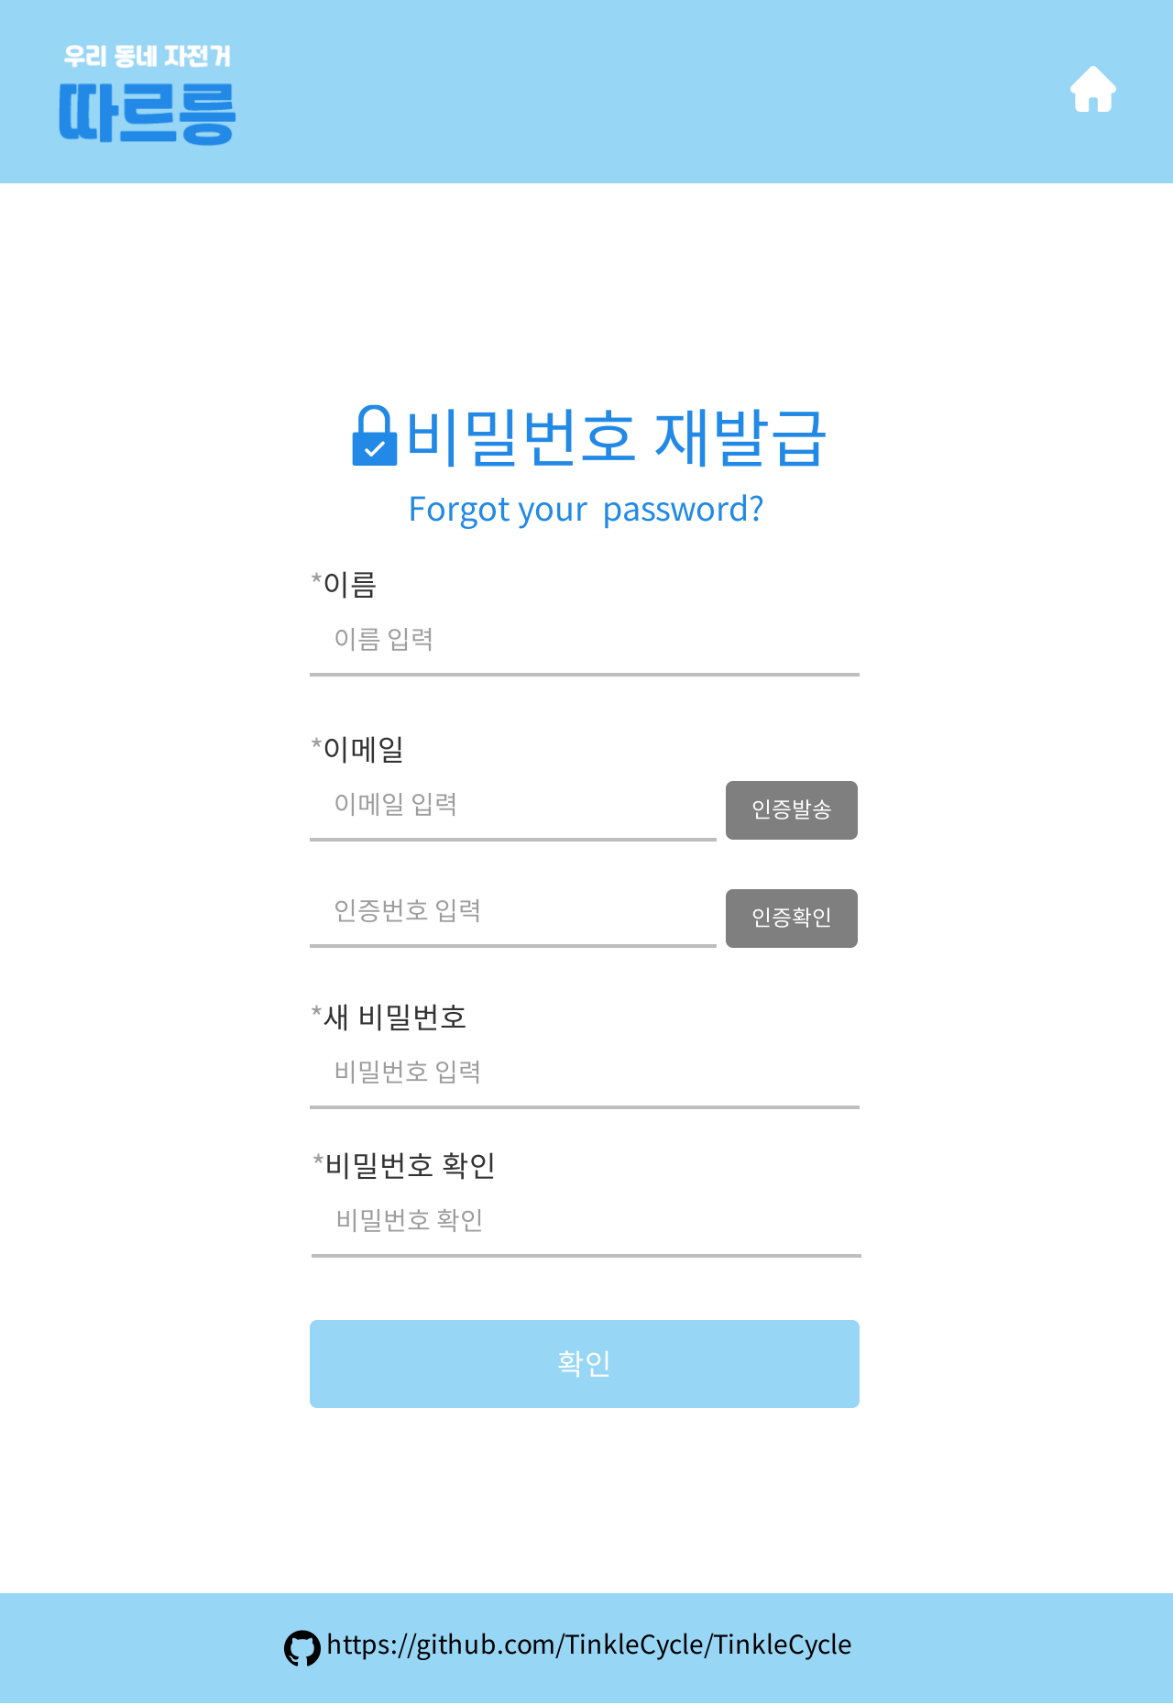 우리 동네 자전거
따르릉
비밀번호 재발급
Forgot your  password?
*이름
이름 입력
*이메일
이메일 입력
인증발송
인증번호 입력
인증확인
*새 비밀번호
비밀번호 입력
*비밀번호 확인
비밀번호 확인
확인
https://github.com/TinkleCycle/TinkleCycle